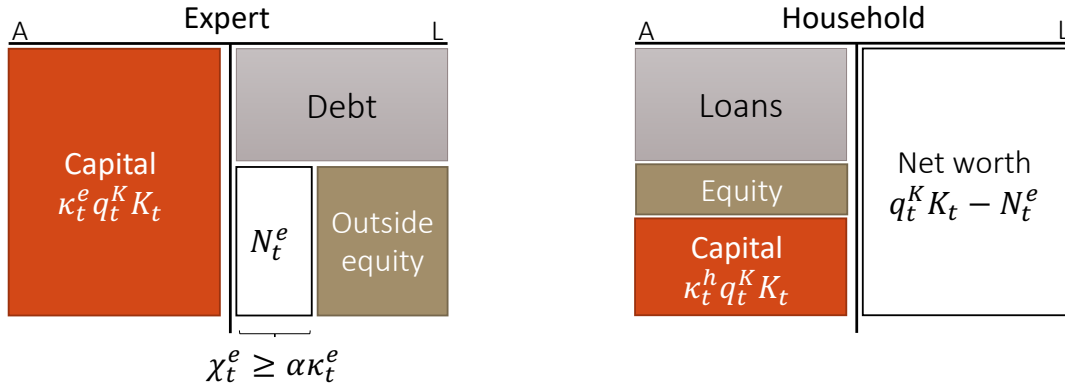 Expert
A L
Debt
Capital
κ_t^e q_t^K K_t
N_t^e
Outside
equity
χ_t^e ≥ ακ_t^e
Household
A L
Loans
Equity
Capital
κ_t^h q_t^K K_t
Net worth
q_t^K K_t − N_t^e